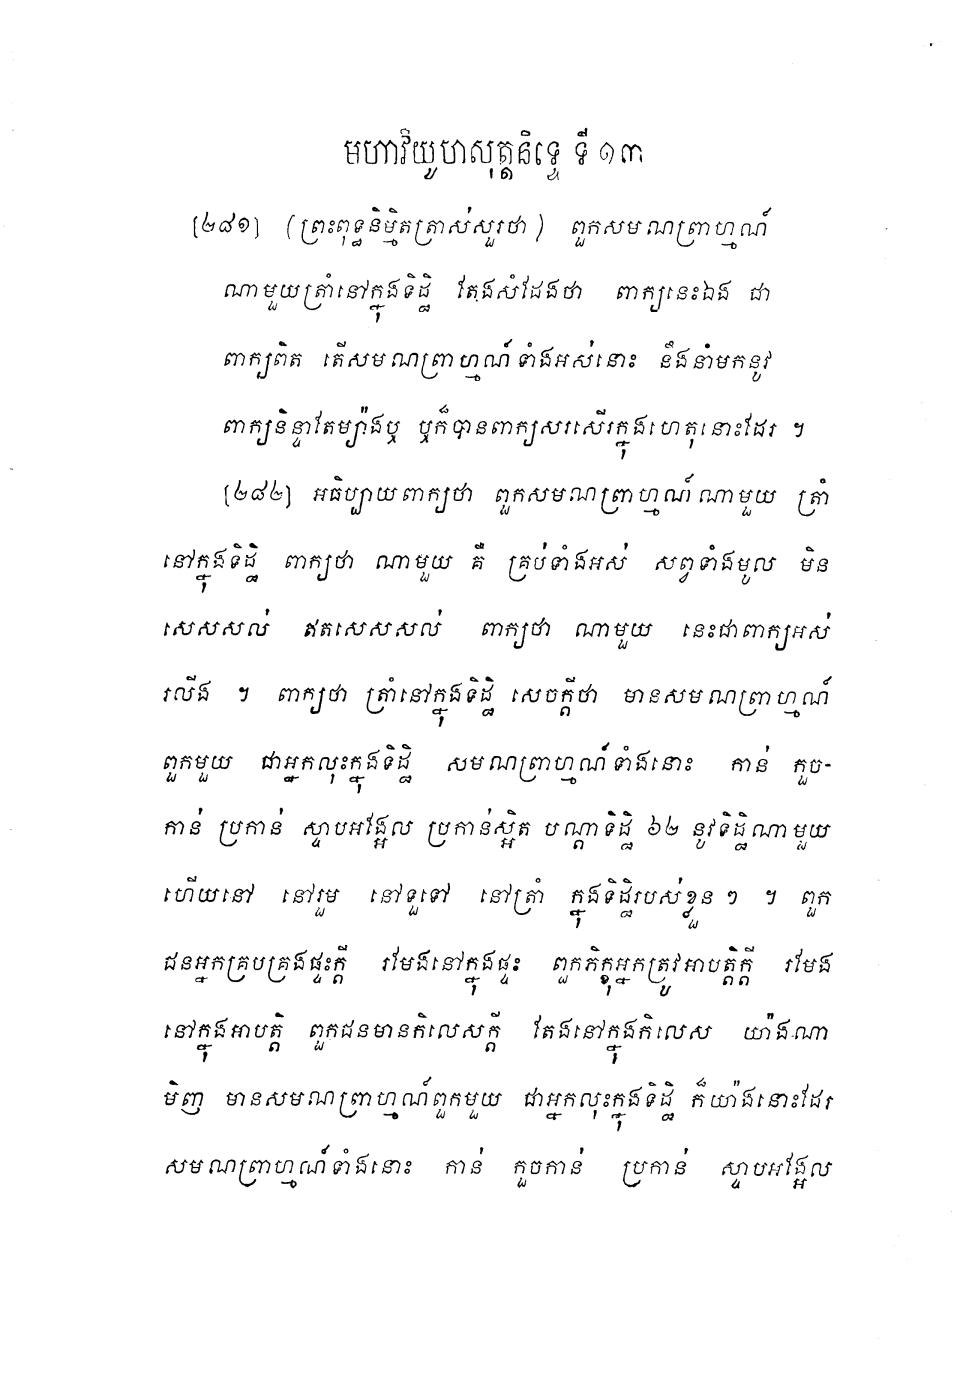 មហាវិយូហសុត្តនិទ្ទេ ទី ១៣
[២៨១] (ព្រះពុទ្ធនិម្មិតត្រាស់សួរថា) ពួកសមណព្រាហ្មណ៍
ណាមួយត្រាំនៅក្នុងទិដ្ឋិ តែងសំដែងថា ពាក្យនេះឯង ជា
ពាក្យពិត តើសមណព្រាហ្មណ៍ទាំងអស់នោះ នឹងនាំមកនូវ
ពាក្យនិន្ទាតែម្យ៉ាងឬ ឬក៏បានពាក្យសរសើរក្នុងហេតុនោះដែរ ។
[២៨២] អធិប្បាយពាក្យថា ពួកសមណព្រាហ្មណ៍ណាមួយ ត្រាំ
នៅក្នុងទិដ្ឋិ ពាក្យថា ណាមួយ គឺ គ្រប់ទាំងអស់ សព្វទាំងមូល មិន
សេសសល់ ឥតសេសសល់ ពាក្យថា ណាមួយ នេះជាពាក្យអស់
រលីង ។ ពាក្យថា ត្រាំនៅក្នុងទិដ្ឋិ សេចក្តីថា មានសមណព្រាហ្មណ៍
ពួកមួយ ជាអ្នកលុះក្នុងទិដ្ឋិ សមណព្រាហ្មណ៍ទាំងនោះ កាន់ កួច-
កាន់ ប្រកាន់ ស្ទាបអង្អែល ប្រកាន់ស្អិត បណ្តាទិដ្ឋិ ៦២ នូវទិដ្ឋិណាមួយ
ហើយនៅ នៅរួម នៅទួទៅ នៅត្រាំ ក្នុងទិដ្ឋិរបស់ខ្លួន ៗ ។ ពួក
ជនអ្នកគ្រប់គ្រងផ្ទះក្តី រមែងនៅក្នុងផ្ទះ ពួកភិក្ខុអ្នកត្រូវអាបត្តិក្តី រមែង
នៅក្នុងអាបត្តិ ពួកជនមានកិលេសក្តី តែងនៅក្នុងកិលេស យ៉ាងណា
មិញ មានសមណព្រាហ្មណ៍ពួកមួយ ជាអ្នកលុះក្នុងទិដ្ឋិ ក៏យ៉ាងនោះដែរ
សមណព្រាហ្មណ៍ទាំងនោះ កាន់ កួចកាន់ ប្រកាន់ ស្ទាបអង្អែល